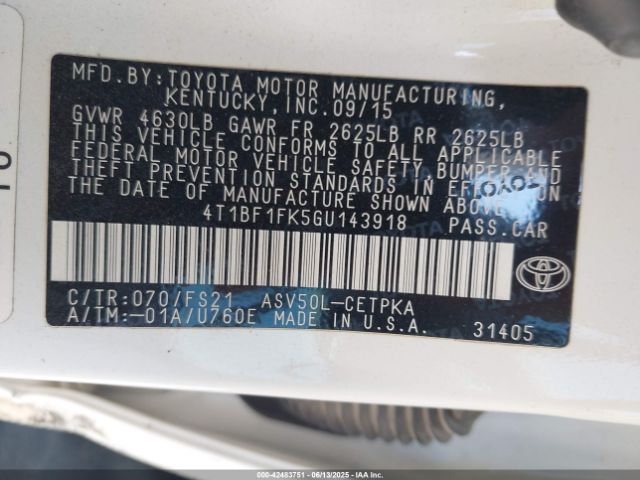 MFD.BY:TOYOTA MOTOR MANUFACTURING,
KENTUCKY,INC.09/15
GVWR 4630LB GAWR FR 2625LB RR 2625LB
THIS VEHICLE CONFORMS TO ALL APPLICABLE
FEDERAL MOTOR VEHICLE SAFETY BUMPER AND
THEFT PREVENTION STANDARDS IN EFFECT ON
THE DATE OF MANUFACTURE SHOWN ABOVE.
4T1BF1FK5GU143918 PASS.CAR
C/TR:070/FS21 ASV50L-CETPKA
A/TM:-01A/U760E MADE IN U.S.A. 31405
000-42483751 - 06/13/2025 - IAAI.COM